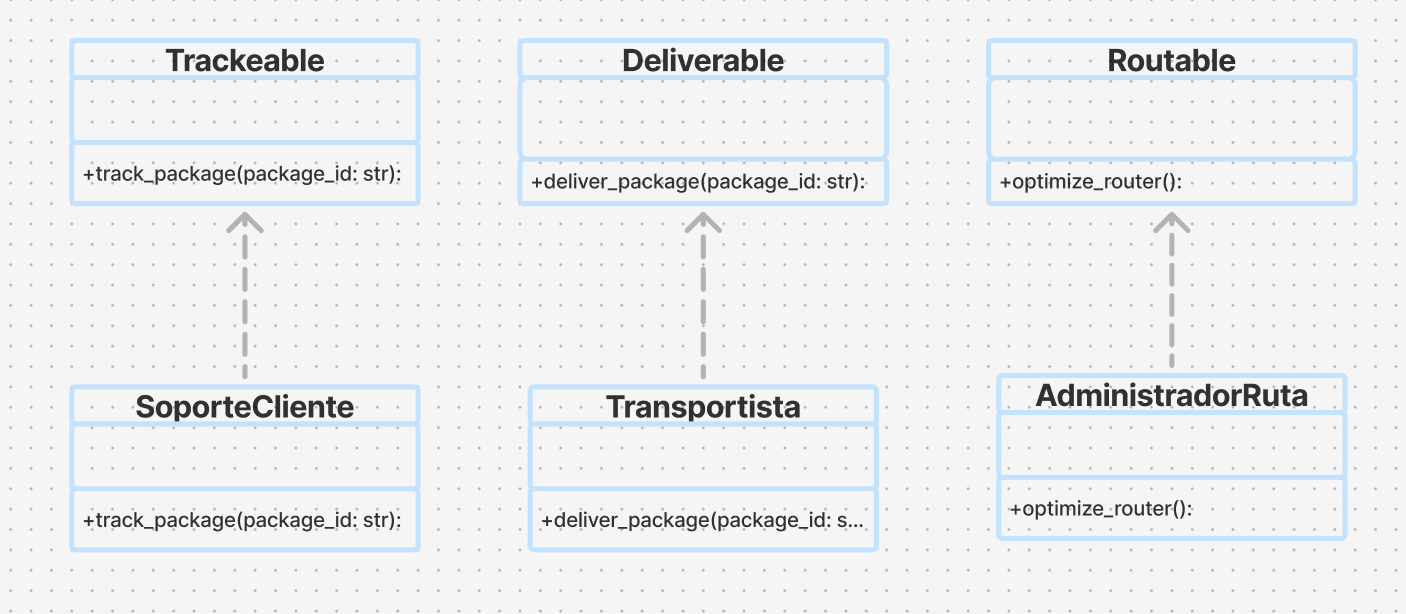 Trackeable
+track_package(package_id: str):
Deliverable
+deliver_package(package_id: str):
Routable
+optimize_router():
SoporteCliente
+track_package(package_id: str):
Transportista
+deliver_package(package_id: s...
AdministradorRuta
+optimize_router():